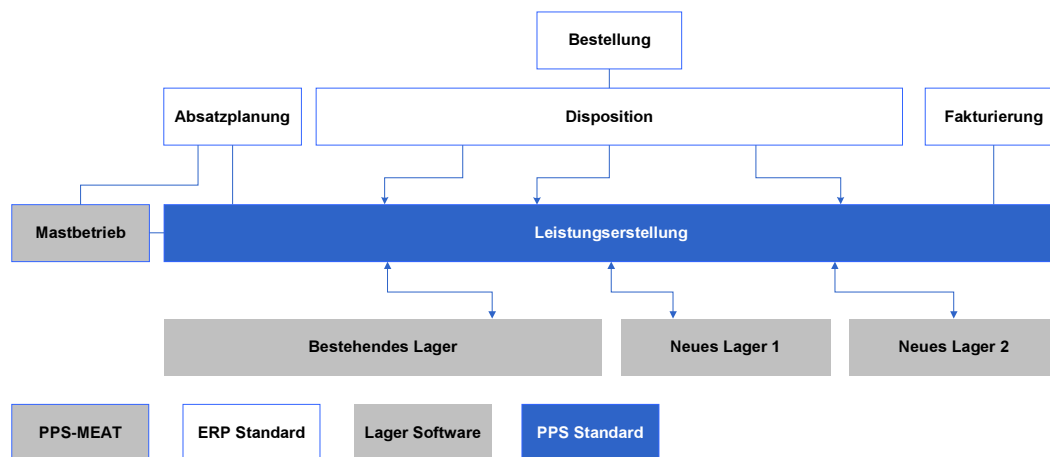 Bestellung
Absatzplanung
Disposition
Fakturierung
Mastbetrieb
Leistungserstellung
Bestehendes Lager
Neues Lager 1
Neues Lager 2
PPS-MEAT
ERP Standard
Lager Software
PPS Standard